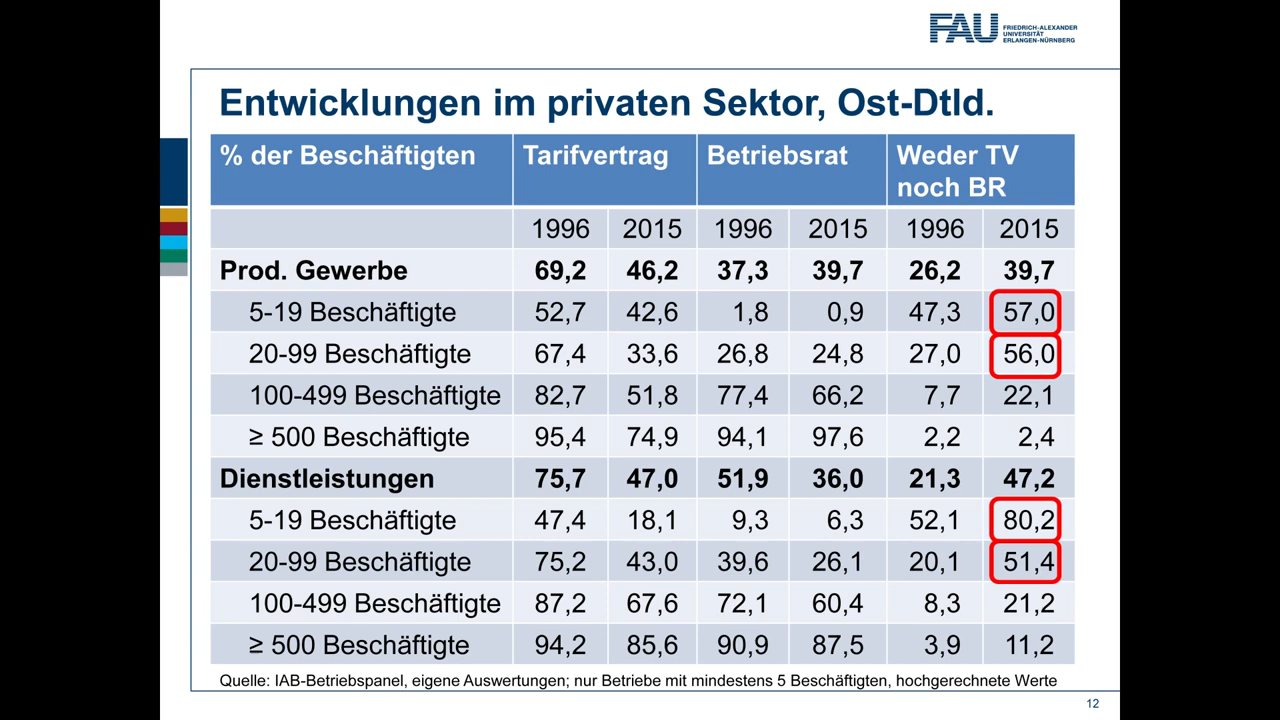 FAU FRIEDRICH-ALEXANDER
UNIVERSITÄT
ERLANGEN-NÜRNBERG
Entwicklungen im privaten Sektor, Ost-Dtld.
% der Beschäftigten Tarifvertrag Betriebsrat Weder TV
noch BR
1996 2015 1996 2015 1996 2015
Prod. Gewerbe 69,2 46,2 37,3 39,7 26,2 39,7
5-19 Beschäftigte 52,7 42,6 1,8 0,9 47,3 57,0
20-99 Beschäftigte 67,4 33,6 26,8 24,8 27,0 56,0
100-499 Beschäftigte 82,7 51,8 77,4 66,2 7,7 22,1
≥ 500 Beschäftigte 95,4 74,9 94,1 97,6 2,2 2,4
Dienstleistungen 75,7 47,0 51,9 36,0 21,3 47,2
5-19 Beschäftigte 47,4 18,1 9,3 6,3 52,1 80,2
20-99 Beschäftigte 75,2 43,0 39,6 26,1 20,1 51,4
100-499 Beschäftigte 87,2 67,6 72,1 60,4 8,3 21,2
≥ 500 Beschäftigte 94,2 85,6 90,9 87,5 3,9 11,2
Quelle: IAB-Betriebspanel, eigene Auswertungen; nur Betriebe mit mindestens 5 Beschäftigten, hochgerechnete Werte
12